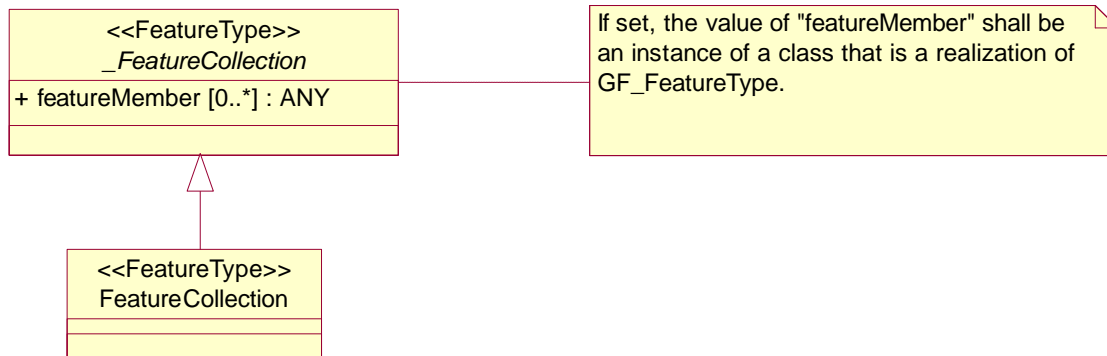 <<FeatureType>>
_FeatureCollection
+ featureMember [0..*] : ANY
If set, the value of "featureMember" shall be
an instance of a class that is a realization of
GF_FeatureType.
<<FeatureType>>
FeatureCollection